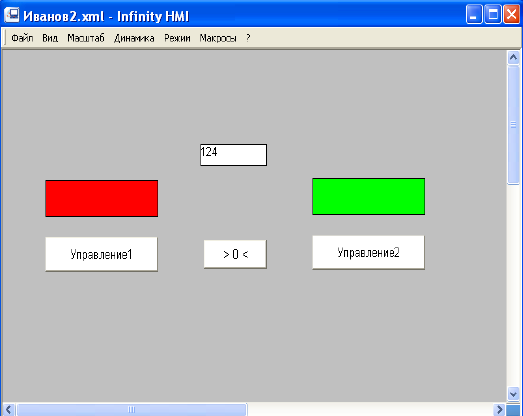 Иванов2.xml - Infinity HMI
Файл Вид Масштаб Динамика Режим Макросы ?
124
Управление1
> 0 <
Управление2